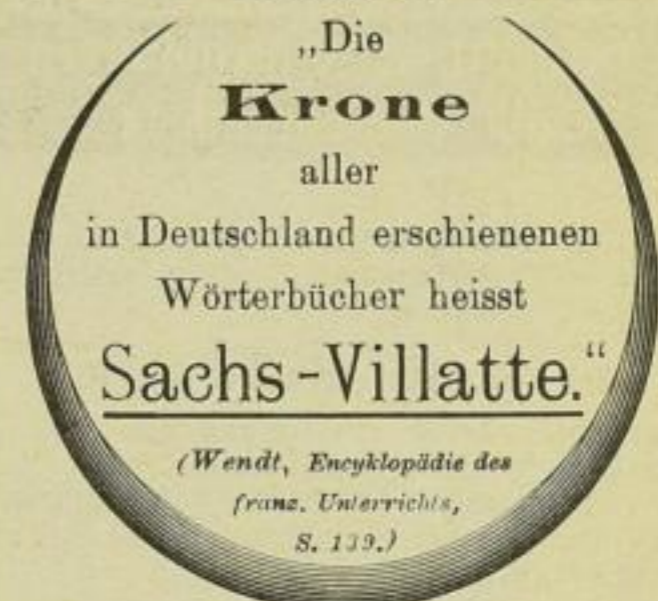 „Die
Krone
aller
in Deutschland erschienenen
Wörterbücher heisst
Sachs-Villatte.“
(Wendt, Encyklopädie des
franz. Unterrichts,
S. 139.)